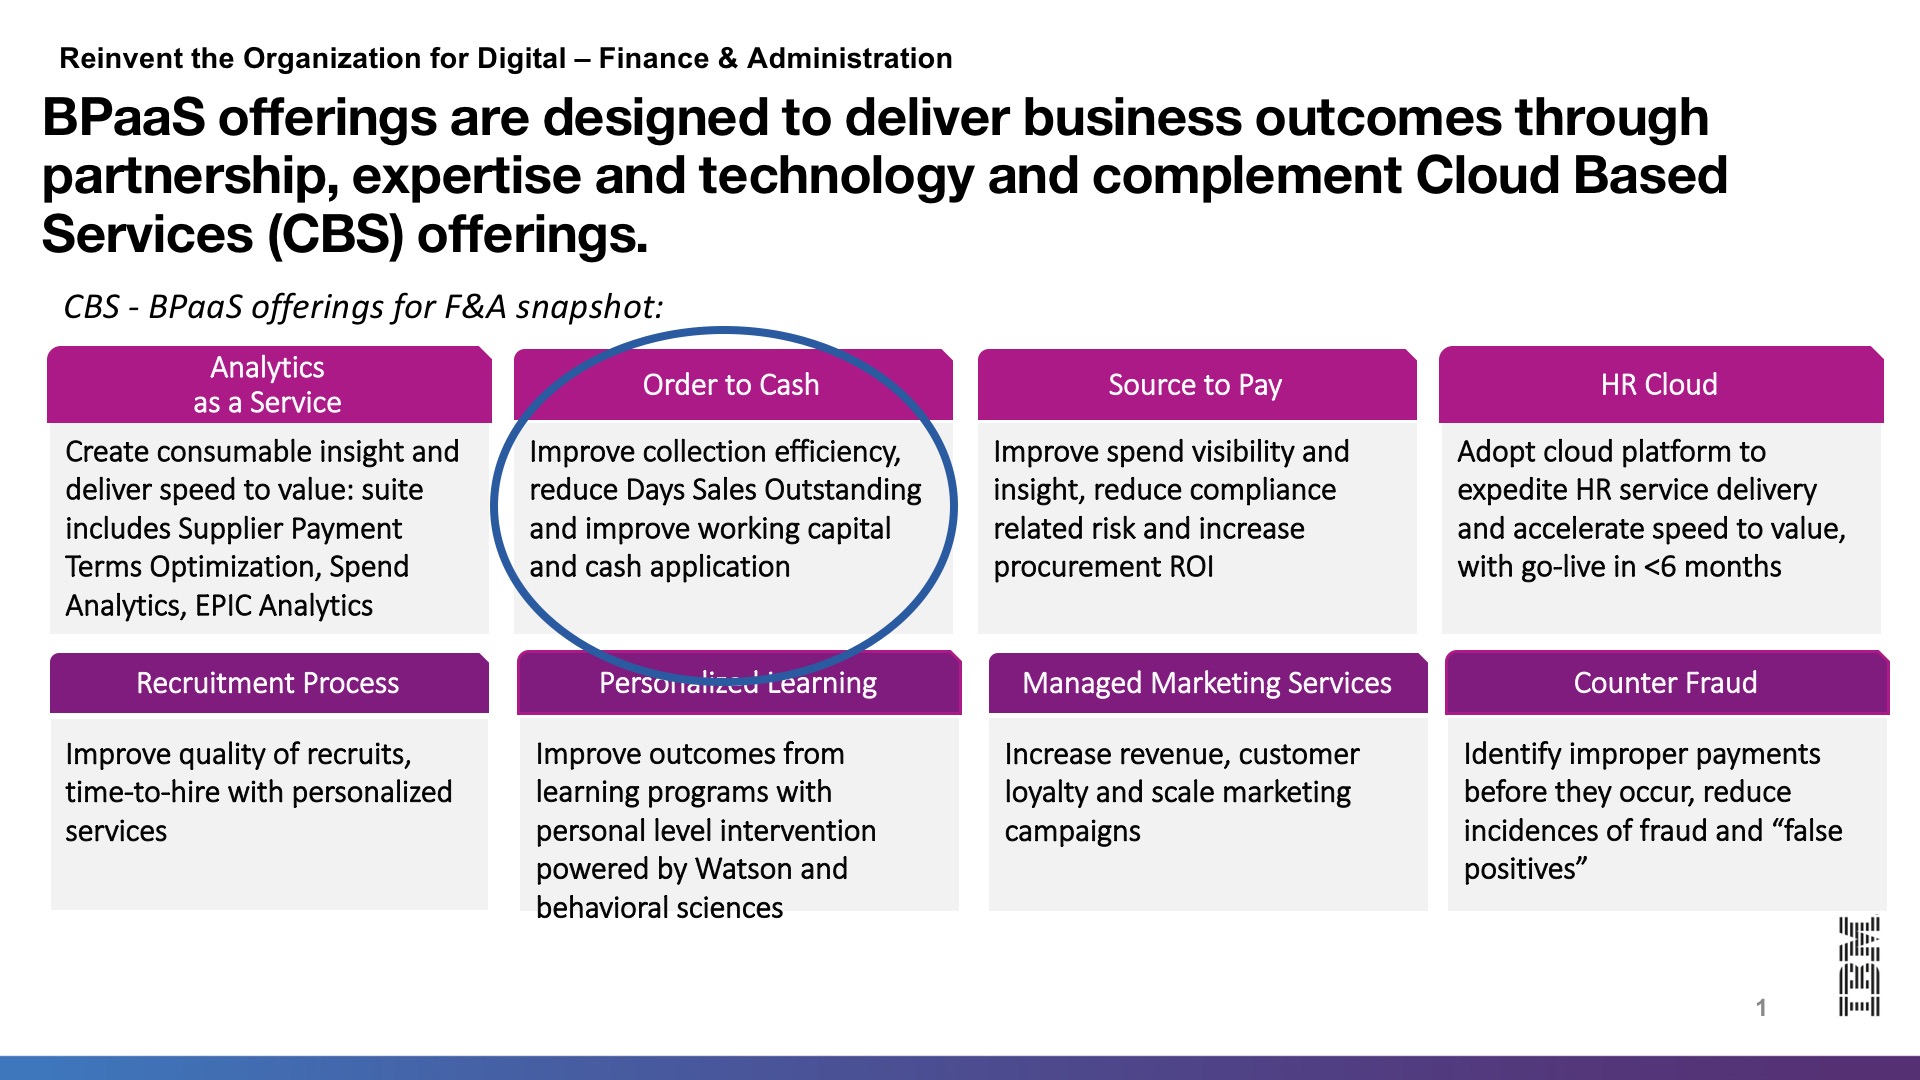 Reinvent the Organization for Digital – Finance & Administration
BPaaS offerings are designed to deliver business outcomes through
partnership, expertise and technology and complement Cloud Based
Services (CBS) offerings.
CBS - BPaaS offerings for F&A snapshot:
Analytics
as a Service
Create consumable insight and
deliver speed to value: suite
includes Supplier Payment
Terms Optimization, Spend
Analytics, EPIC Analytics
Order to Cash
Improve collection efficiency,
reduce Days Sales Outstanding
and improve working capital
and cash application
Source to Pay
Improve spend visibility and
insight, reduce compliance
related risk and increase
procurement ROI
HR Cloud
Adopt cloud platform to
expedite HR service delivery
and accelerate speed to value,
with go-live in <6 months
Recruitment Process
Improve quality of recruits,
time-to-hire with personalized
services
Personalized Learning
Improve outcomes from
learning programs with
personal level intervention
powered by Watson and
behavioral sciences
Managed Marketing Services
Increase revenue, customer
loyalty and scale marketing
campaigns
Counter Fraud
Identify improper payments
before they occur, reduce
incidences of fraud and “false
positives”
IBM
1